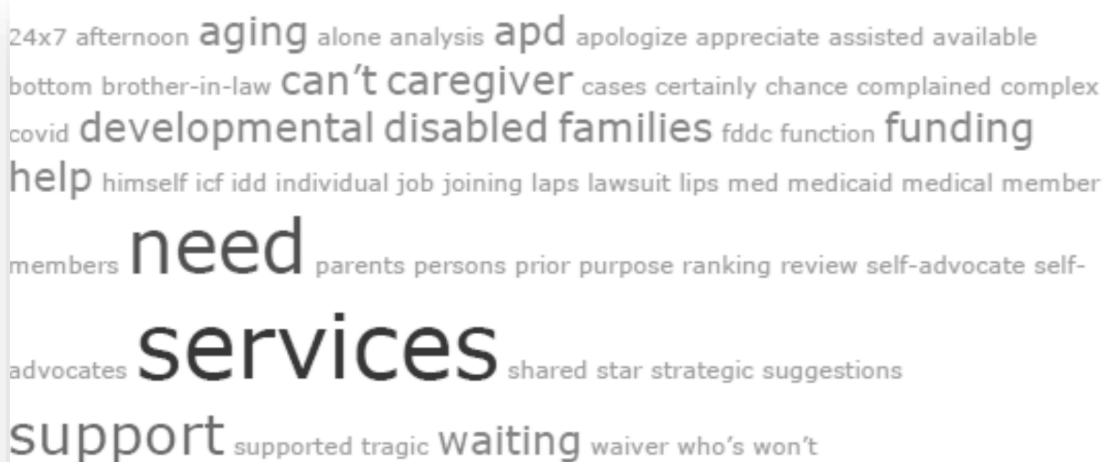 24x7 afternoon aging alone analysis apd apologize appreciate assisted available
bottom brother-in-law can’t caregiver cases certainly chance complained complex
covid developmental disabled families fddc function funding
help himself icf idd individual job joining laps lawsuit lips med medicaid medical member
members need parents persons prior purpose ranking review self-advocate self-
advocates services shared star strategic suggestions
support supported tragic waiting waiver who’s won’t